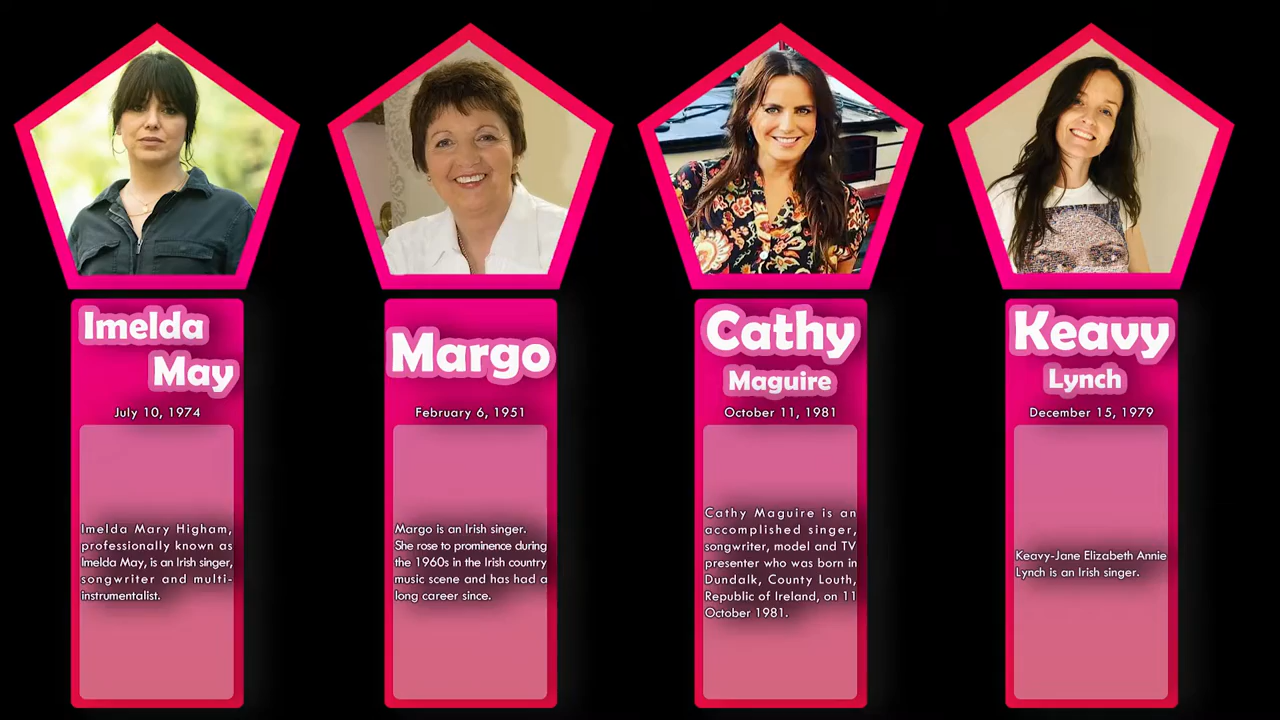 Imelda
May
July 10, 1974
Imelda Mary Higham,
professionally known as
Imelda May, is an Irish singer,
songwriter and multi-
instrumentalist.
Margo
February 6, 1951
Margo is an Irish singer.
She rose to prominence during
the 1960s in the Irish country
music scene and has had a
long career since.
Cathy
Maguire
October 11, 1981
Cathy Maguire is an
accomplished singer,
songwriter, model and TV
presenter who was born in
Dundalk, County Louth,
Republic of Ireland, on 11
October 1981.
Keavy
Lynch
December 15, 1979
Keavy-Jane Elizabeth Annie
Lynch is an Irish singer.